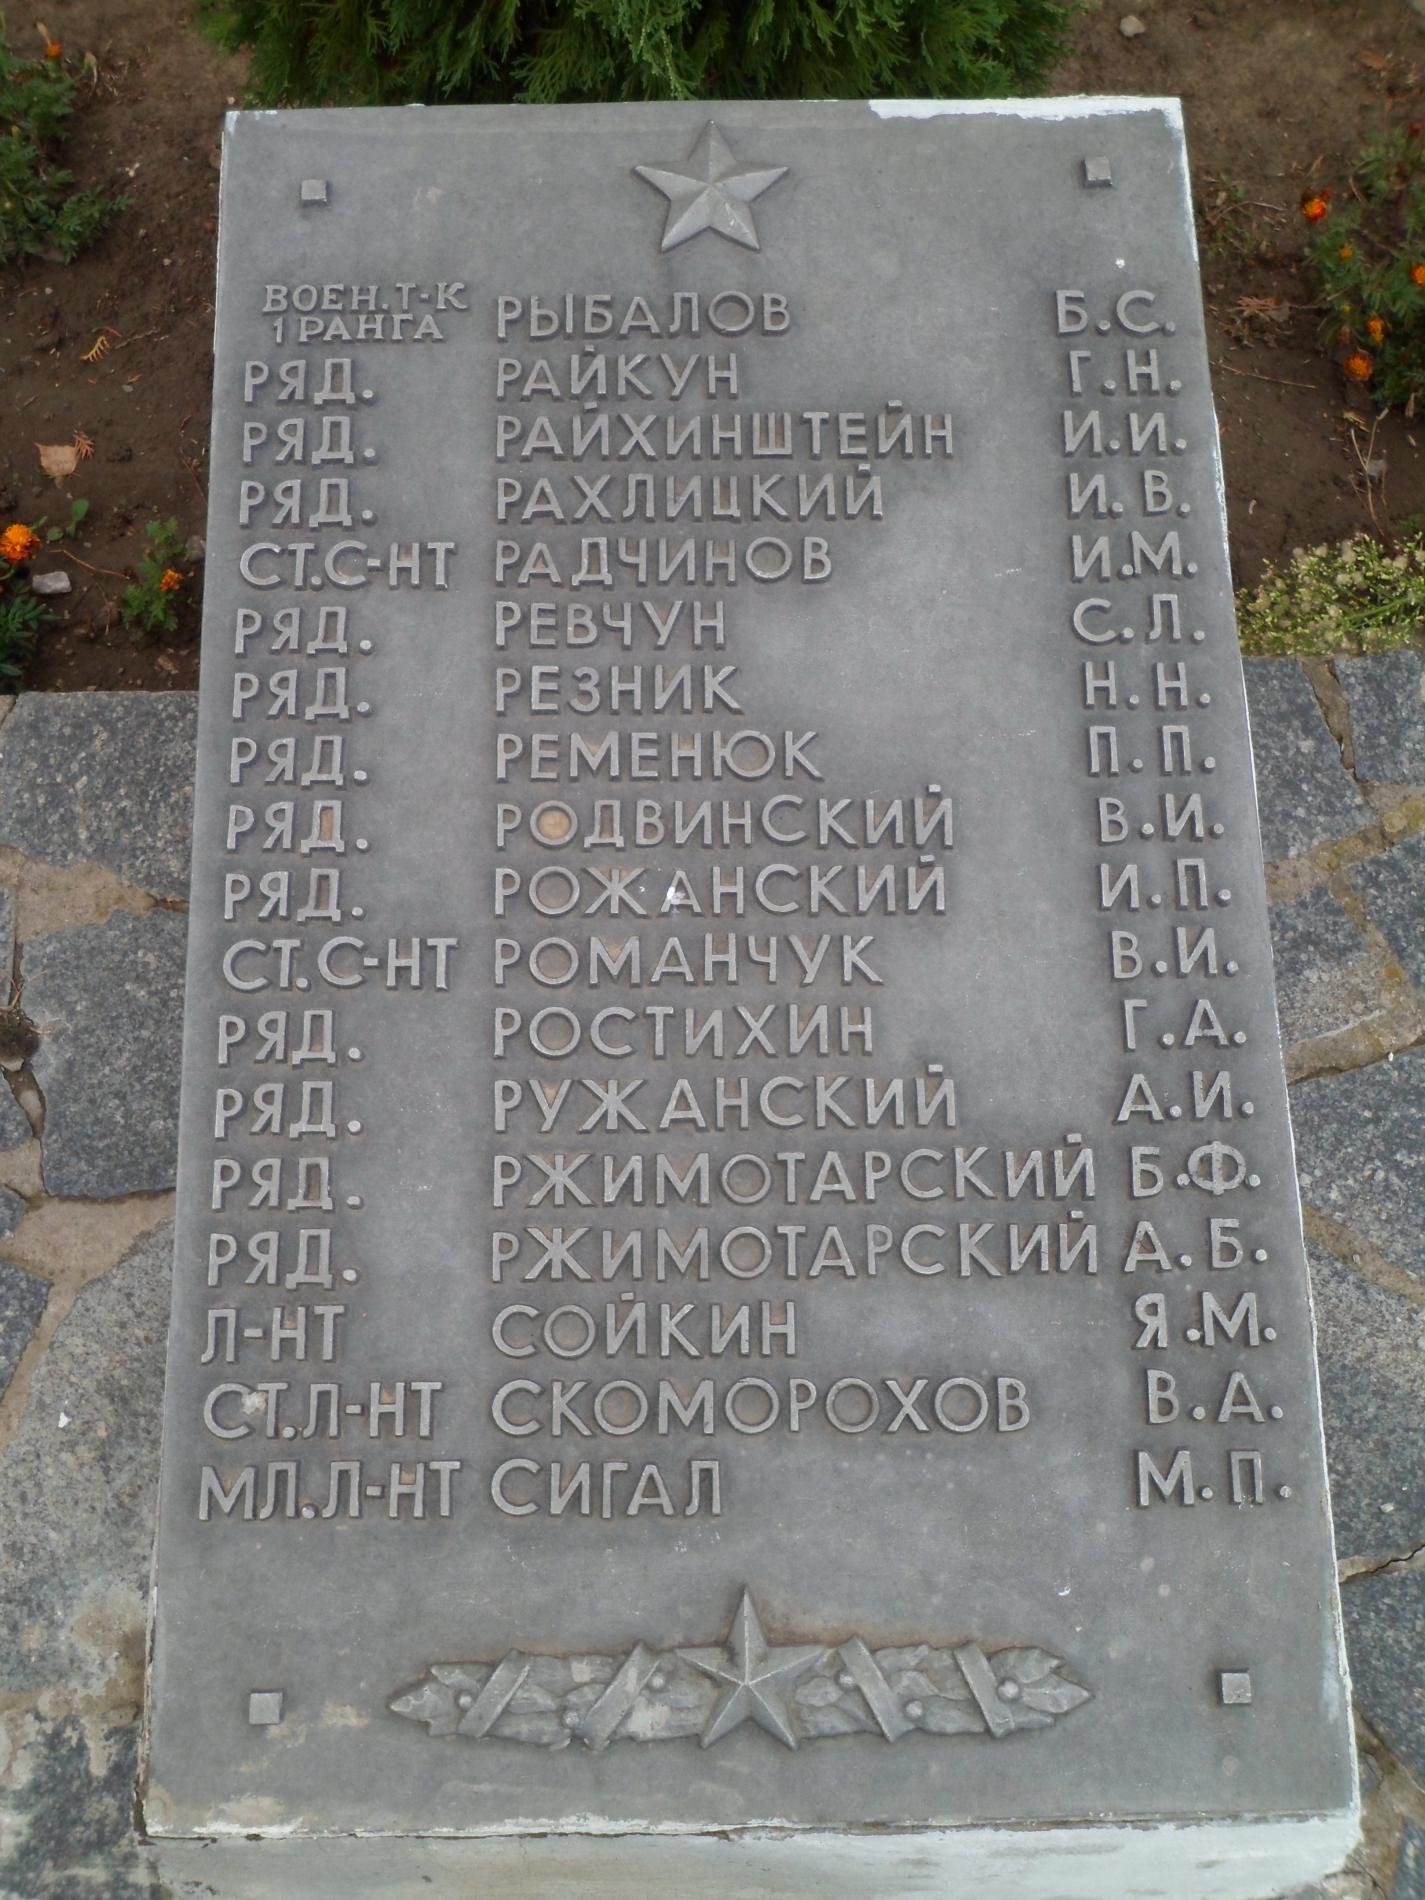 ВОЕН.Т-К
1 РАНГА РЫБАЛОВ Б.С.
РЯД. РАЙКУН Г.Н.
РЯД. РАЙХИНШТЕЙН И.И.
РЯД. РАХЛИЦКИЙ И.В.
СТ.С-НТ РАДЧИНОВ И.М.
РЯД. РЕВЧУН С.Л.
РЯД. РЕЗНИК Н.Н.
РЯД. РЕМЕНЮК П.П.
РЯД. РОДВИНСКИЙ В.И.
РЯД. РОЖАНСКИЙ И.П.
СТ.С-НТ РОМАНЧУК В.И.
РЯД. РОСТИХИН Г.А.
РЯД. РУЖАНСКИЙ А.И.
РЯД. РЖИМОТАРСКИЙ Б.Ф.
РЯД. РЖИМОТАРСКИЙ А.Б.
Л-НТ СОЙКИН Я.М.
СТ.Л-НТ СКОМОРОХОВ В.А.
МЛ.Л-НТ СИГАЛ М.П.